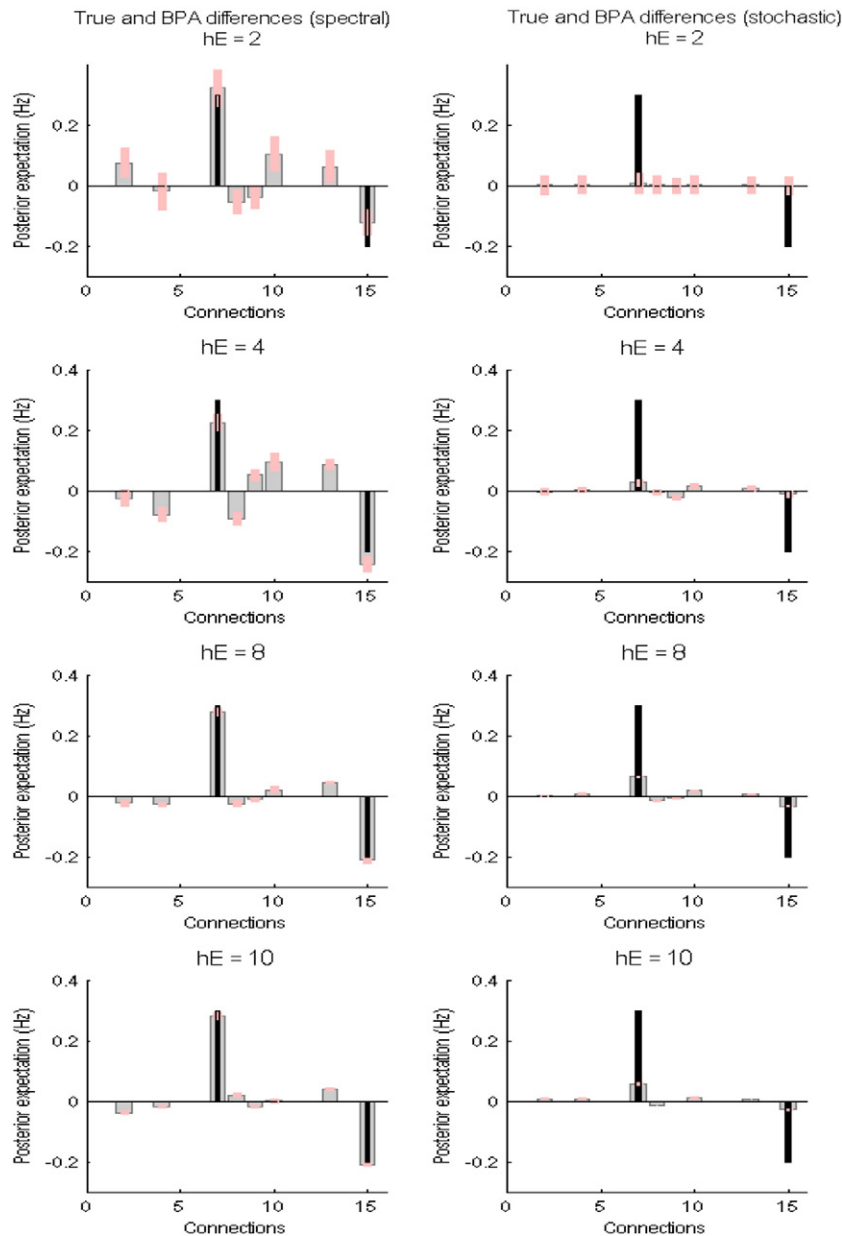 True and BPA differences (spectral)
hE = 2
Posterior expectation (Hz)
0.2
0
-0.2
0
5
10
15
Connections
True and BPA differences (stochastic)
hE = 2
Posterior expectation (Hz)
0.2
0
-0.2
0
5
10
15
Connections
hE = 4
Posterior expectation (Hz)
0.4
0.2
0
-0.2
0
5
10
15
Connections
hE = 4
Posterior expectation (Hz)
0.4
0.2
0
-0.2
0
5
10
15
Connections
hE = 8
Posterior expectation (Hz)
0.4
0.2
0
-0.2
0
5
10
15
Connections
hE = 8
Posterior expectation (Hz)
0.4
0.2
0
-0.2
0
5
10
15
Connections
hE = 10
Posterior expectation (Hz)
0.4
0.2
0
-0.2
0
5
10
15
Connections
hE = 10
Posterior expectation (Hz)
0.4
0.2
0
-0.2
0
5
10
15
Connections